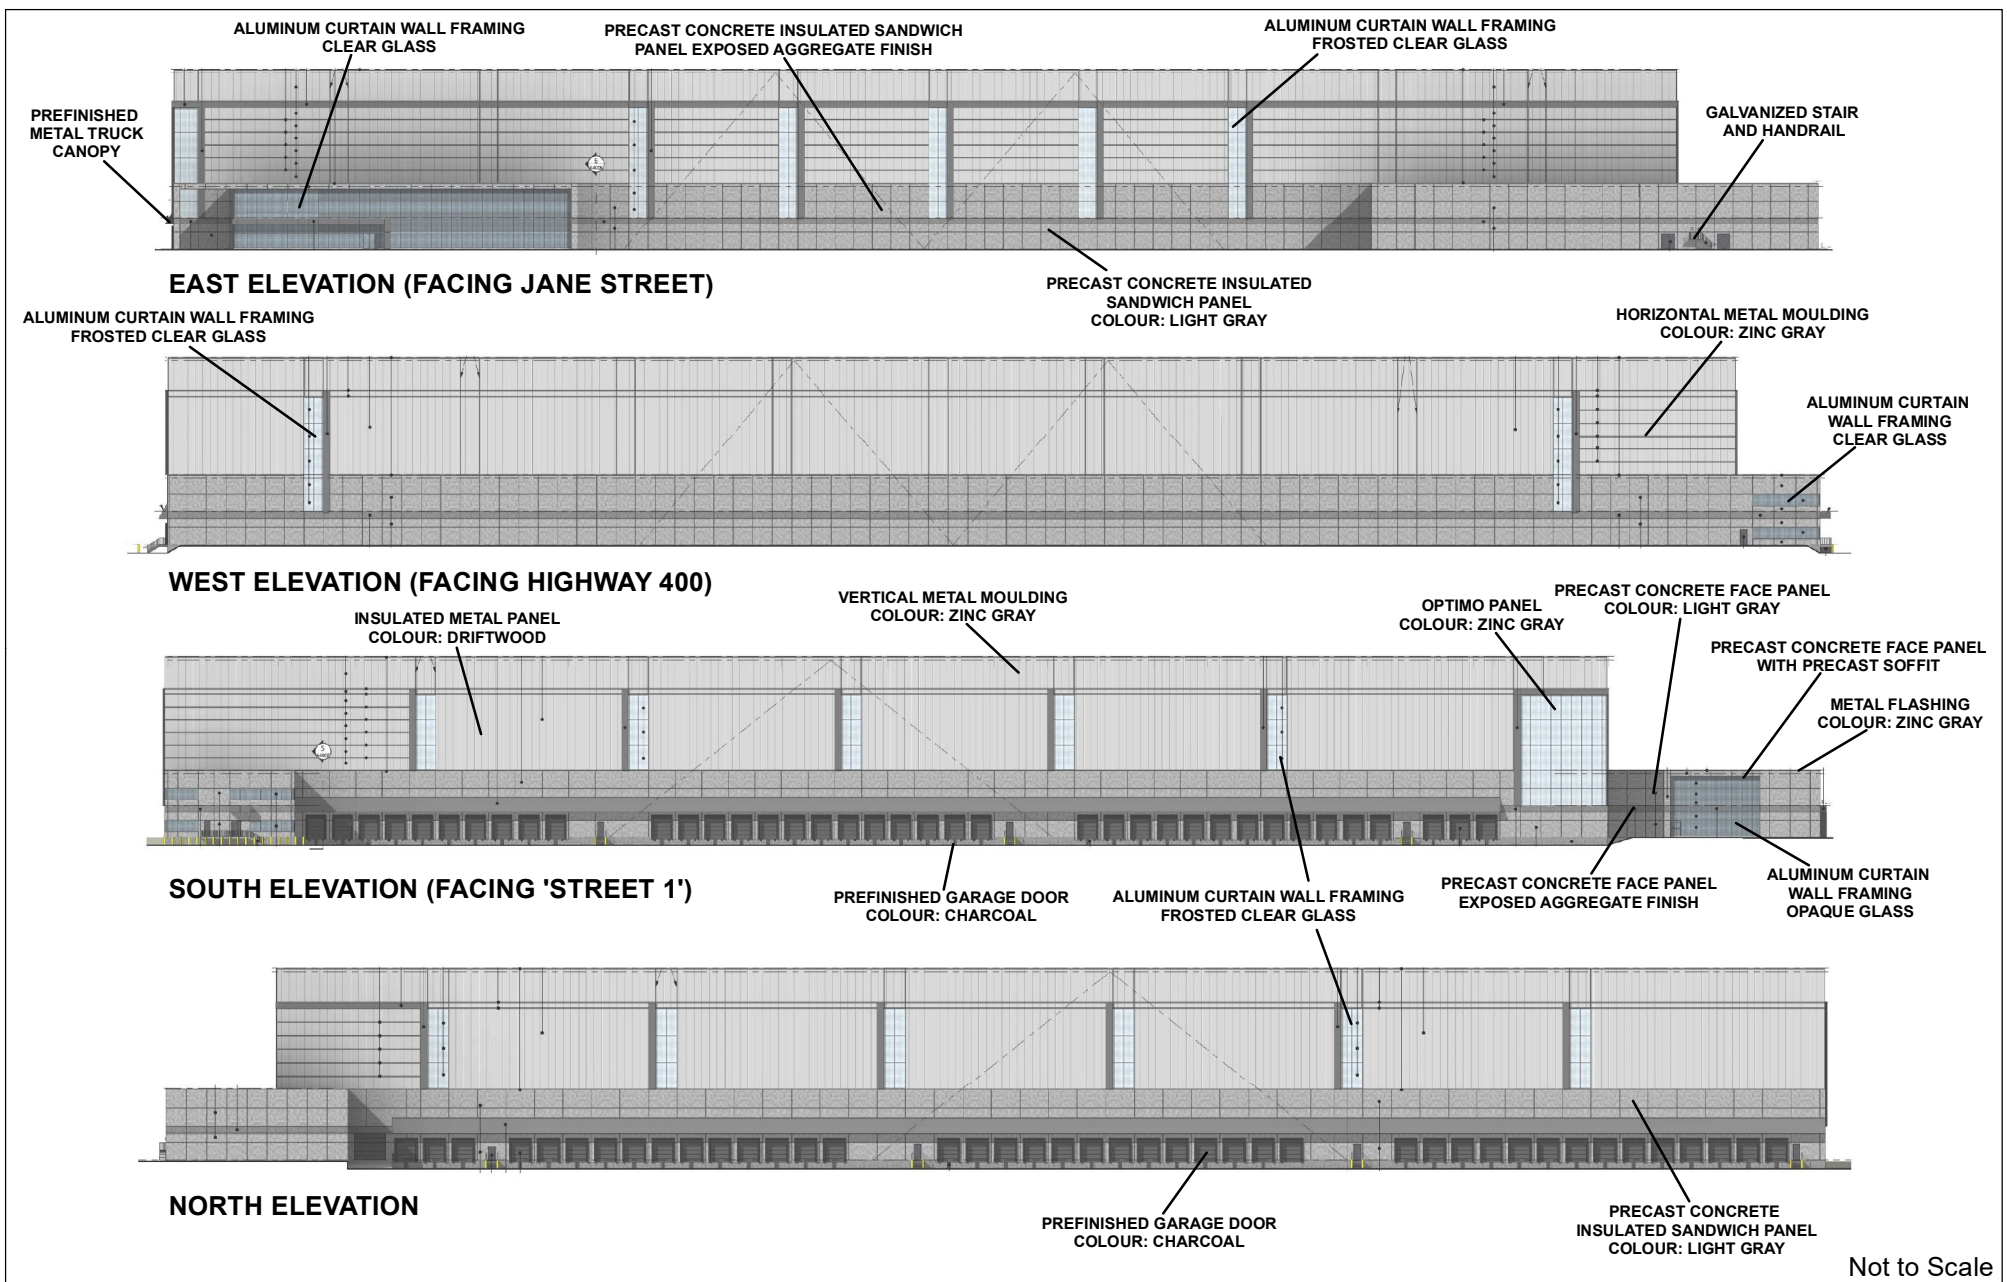 ALUMINUM CURTAIN WALL FRAMING
CLEAR GLASS
PRECAST CONCRETE INSULATED SANDWICH
PANEL EXPOSED AGGREGATE FINISH
ALUMINUM CURTAIN WALL FRAMING
FROSTED CLEAR GLASS
PREFINISHED
METAL TRUCK
CANOPY
GALVANIZED STAIR
AND HANDRAIL
EAST ELEVATION (FACING JANE STREET)
PRECAST CONCRETE INSULATED
SANDWICH PANEL
COLOUR: LIGHT GRAY
ALUMINUM CURTAIN WALL FRAMING
FROSTED CLEAR GLASS
HORIZONTAL METAL MOULDING
COLOUR: ZINC GRAY
ALUMINUM CURTAIN
WALL FRAMING
CLEAR GLASS
WEST ELEVATION (FACING HIGHWAY 400)
INSULATED METAL PANEL
COLOUR: DRIFTWOOD
VERTICAL METAL MOULDING
COLOUR: ZINC GRAY
OPTIMO PANEL
COLOUR: ZINC GRAY
PRECAST CONCRETE FACE PANEL
COLOUR: LIGHT GRAY
PRECAST CONCRETE FACE PANEL
WITH PRECAST SOFFIT
METAL FLASHING
COLOUR: ZINC GRAY
5
SOUTH ELEVATION (FACING 'STREET 1')
PREFINISHED GARAGE DOOR
COLOUR: CHARCOAL
ALUMINUM CURTAIN WALL FRAMING
FROSTED CLEAR GLASS
PRECAST CONCRETE FACE PANEL
EXPOSED AGGREGATE FINISH
ALUMINUM CURTAIN
WALL FRAMING
OPAQUE GLASS
NORTH ELEVATION
PREFINISHED GARAGE DOOR
COLOUR: CHARCOAL
PRECAST CONCRETE
INSULATED SANDWICH PANEL
COLOUR: LIGHT GRAY
Not to Scale